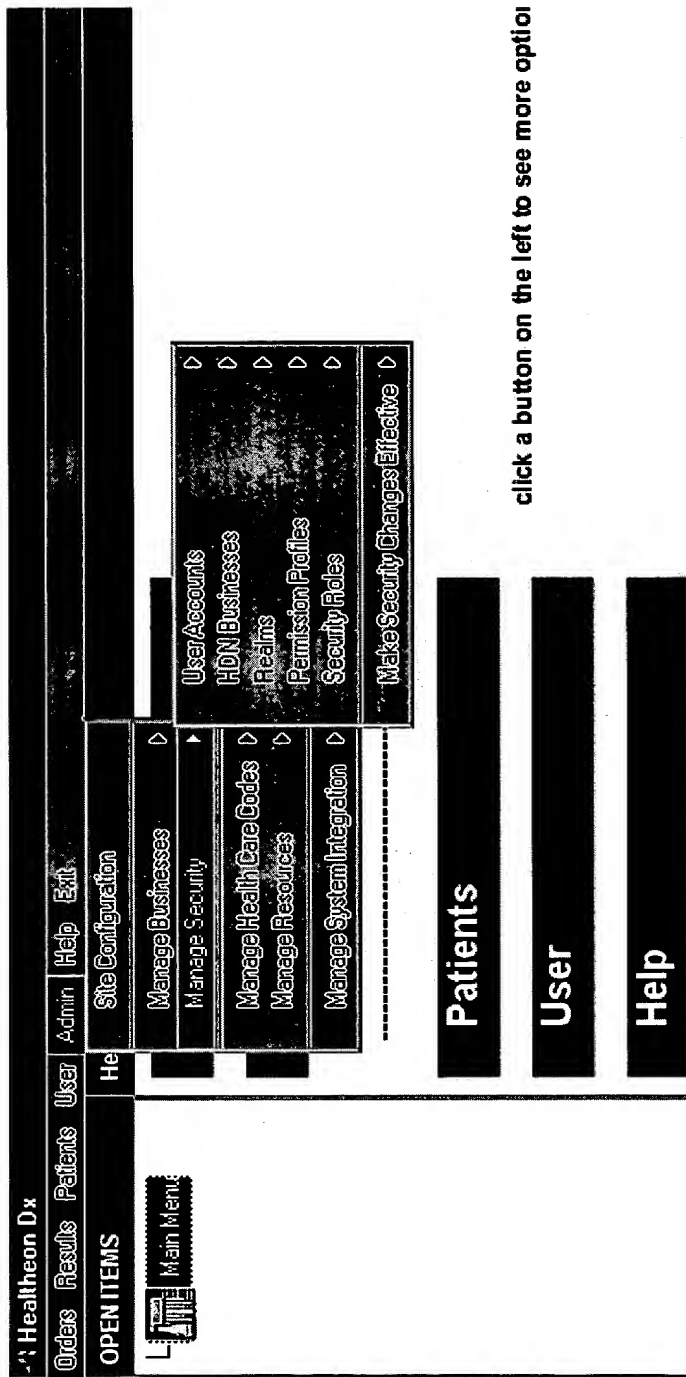 Healtheon Dx
Orders Results Patients User Admin Help Exit
OPEN ITEMS
He
Main Menu
Site Configuration
Manage Businesses
Manage Security
Manage Health Care Codes
Manage Resources
Manage System Integration
User Accounts
HDN Businesses
Realms
Permission Profiles
Security Roles
Make Security Changes Effective
Patients
User
Help
click a button on the left to see more option